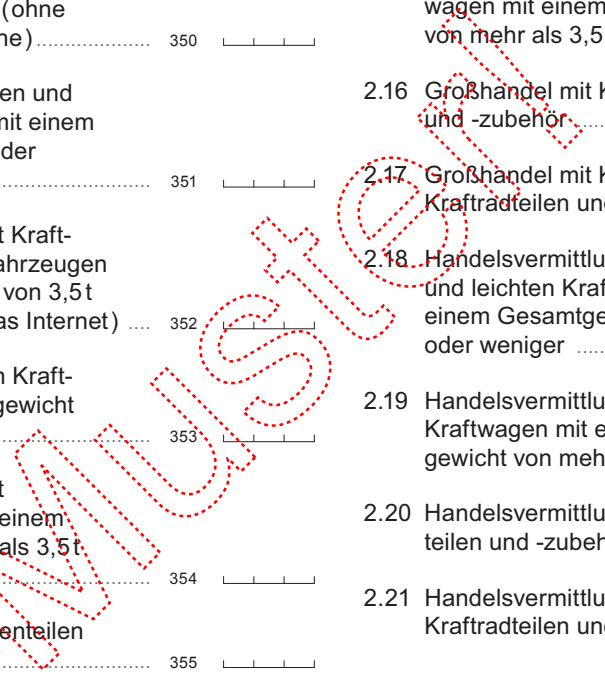 (ohne
ne) ........ 350
en und
mit einem
der
........ 351
t Kraft-
ahrzeugen
von 3,5 t
as Internet) .... 352
n Kraft-
gewicht
........ 353
t
einem
als 3,5 t
........ 354
enteilen
........ 355
wagen mit einem
von mehr als 3,5
2.16 Großhandel mit K
und -zubehör .....
2.17 Großhandel mit K
Kraftradteilen und
2.18 Handelsvermittlu
und leichten Kraf
einem Gesamtge
oder weniger .....
2.19 Handelsvermittlu
Kraftwagen mit e
gewicht von meh
2.20 Handelsvermittlu
teilen und -zubeh
2.21 Handelsvermittlu
Kraftradteilen und
Muster!